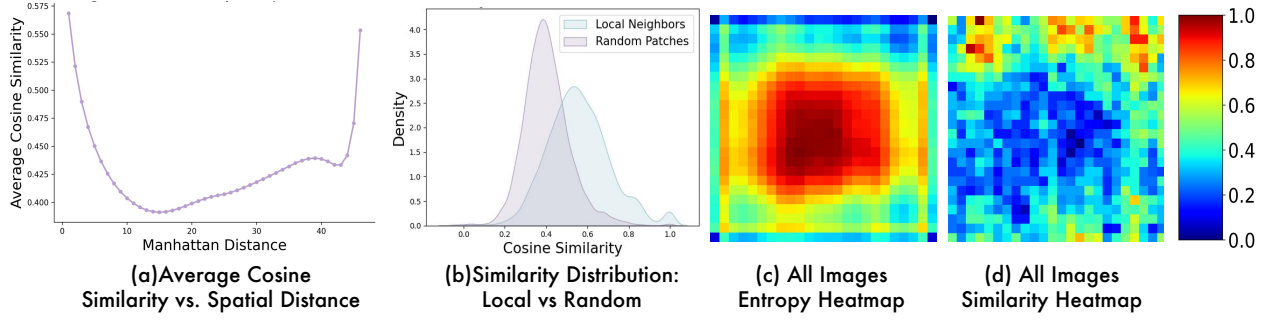 0.575
0.550
0.525
0.500
0.475
0.450
0.425
0.400
Average Cosine Similarity
0 10 20 30 40
Manhattan Distance
(a)Average Cosine
Similarity vs. Spatial Distance
4.0
3.5
3.0
2.5
2.0
1.5
1.0
0.5
0.0
Density
Local Neighbors
Random Patches
0.0 0.2 0.4 0.6 0.8 1.0
Cosine Similarity
(b)Similarity Distribution:
Local vs Random
(c) All Images
Entropy Heatmap
(d) All Images
Similarity Heatmap
1.0
0.8
0.6
0.4
0.2
0.0